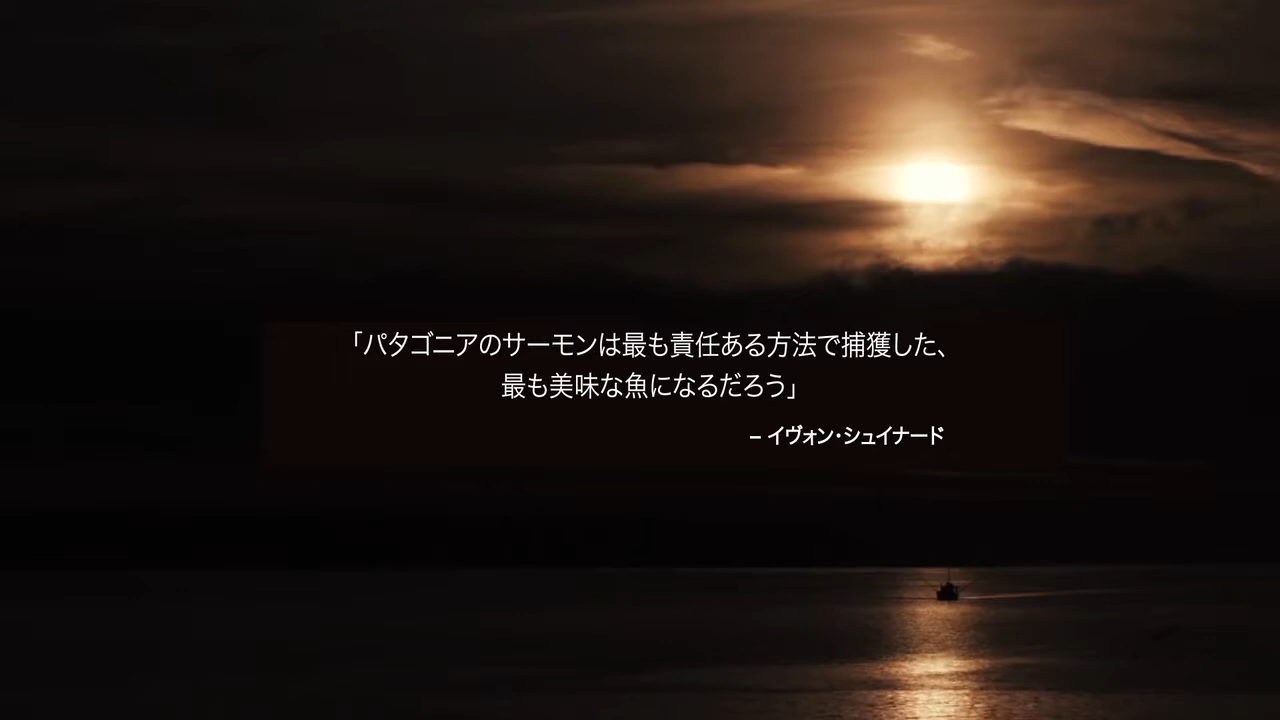 「パタゴニアのサーモンは最も責任ある方法で捕獲した、
最も美味な魚になるだろう」
– イヴォン・シュイナード